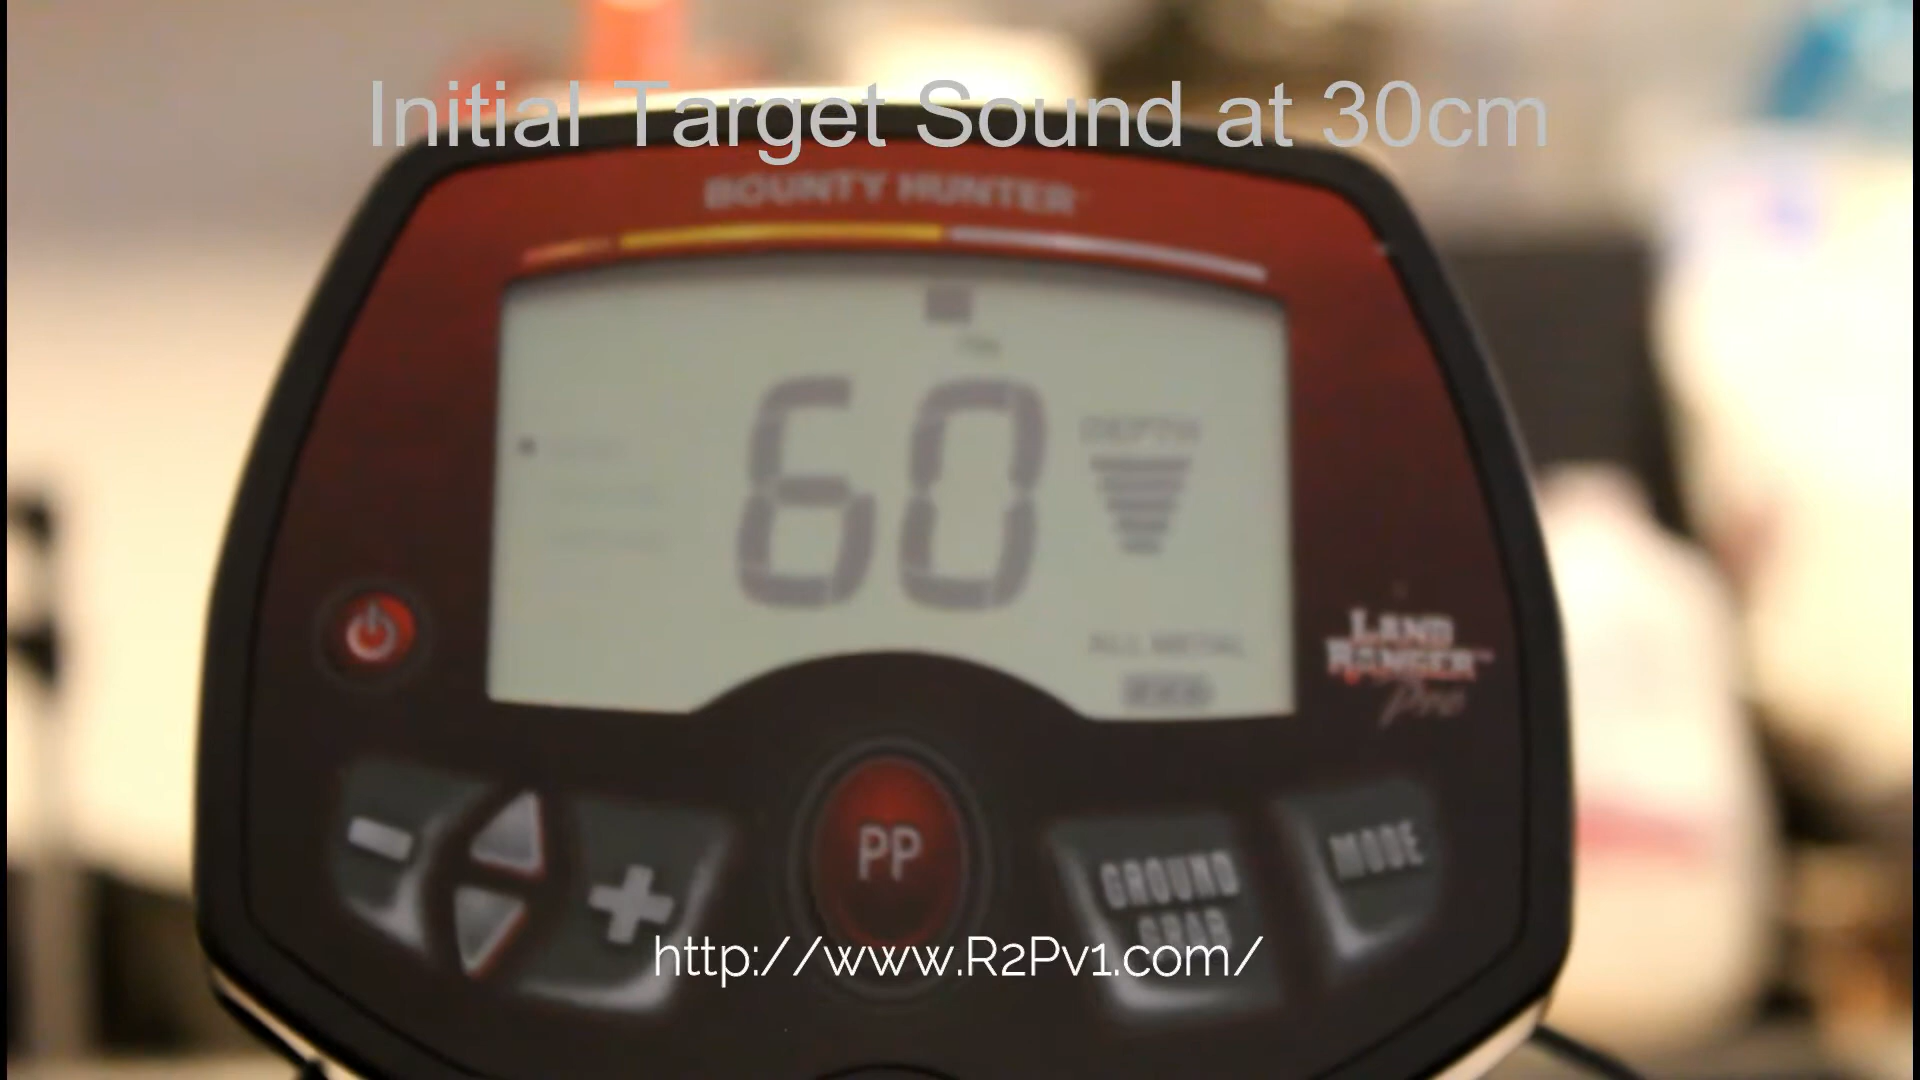 Initial Target Sound at 30cm
BOUNTY HUNTER
60
DEPTH
ALL METAL
LAND
RANGER™
Pro
PP
GROUND
GRAB
MODE
http://www.R2Pv1.com/